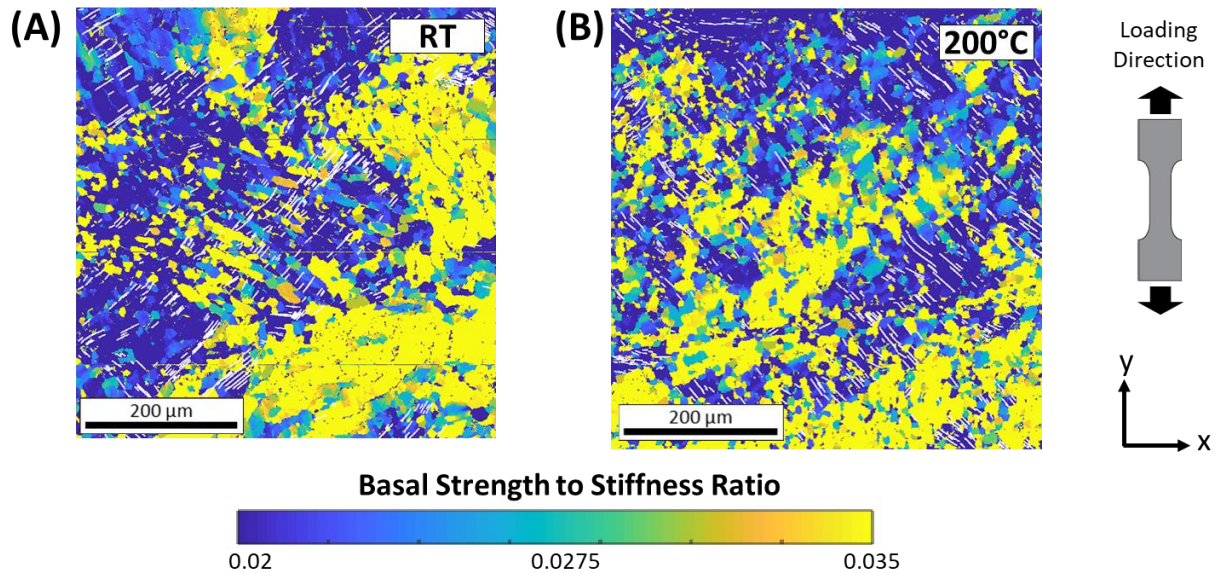 (A)
RT
(B)
200°C
Loading
Direction
200 µm
200 µm
y
x
Basal Strength to Stiffness Ratio
0.02
0.0275
0.035